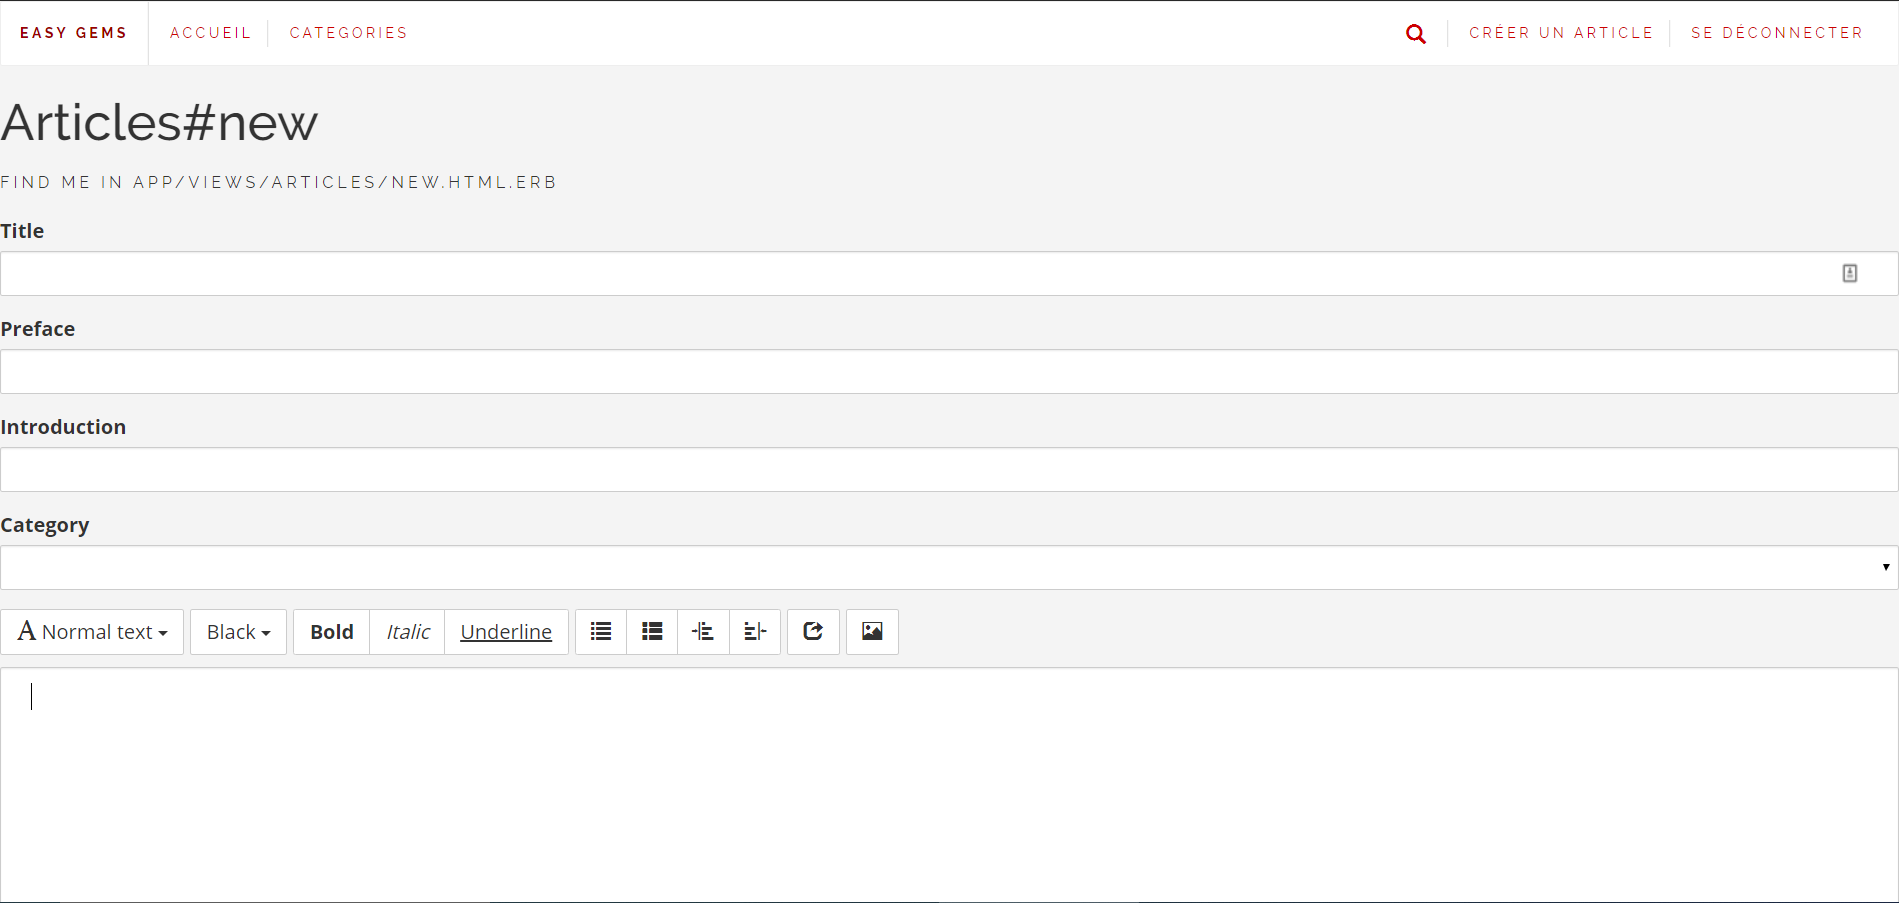 EASY GEMS ACCUEIL CATEGORIES CRÉER UN ARTICLE SE DÉCONNECTER
Articles#new
FIND ME IN APP/VIEWS/ARTICLES/NEW.HTML.ERB
Title
Preface
Introduction
Category
A Normal text Black Bold Italic Underline